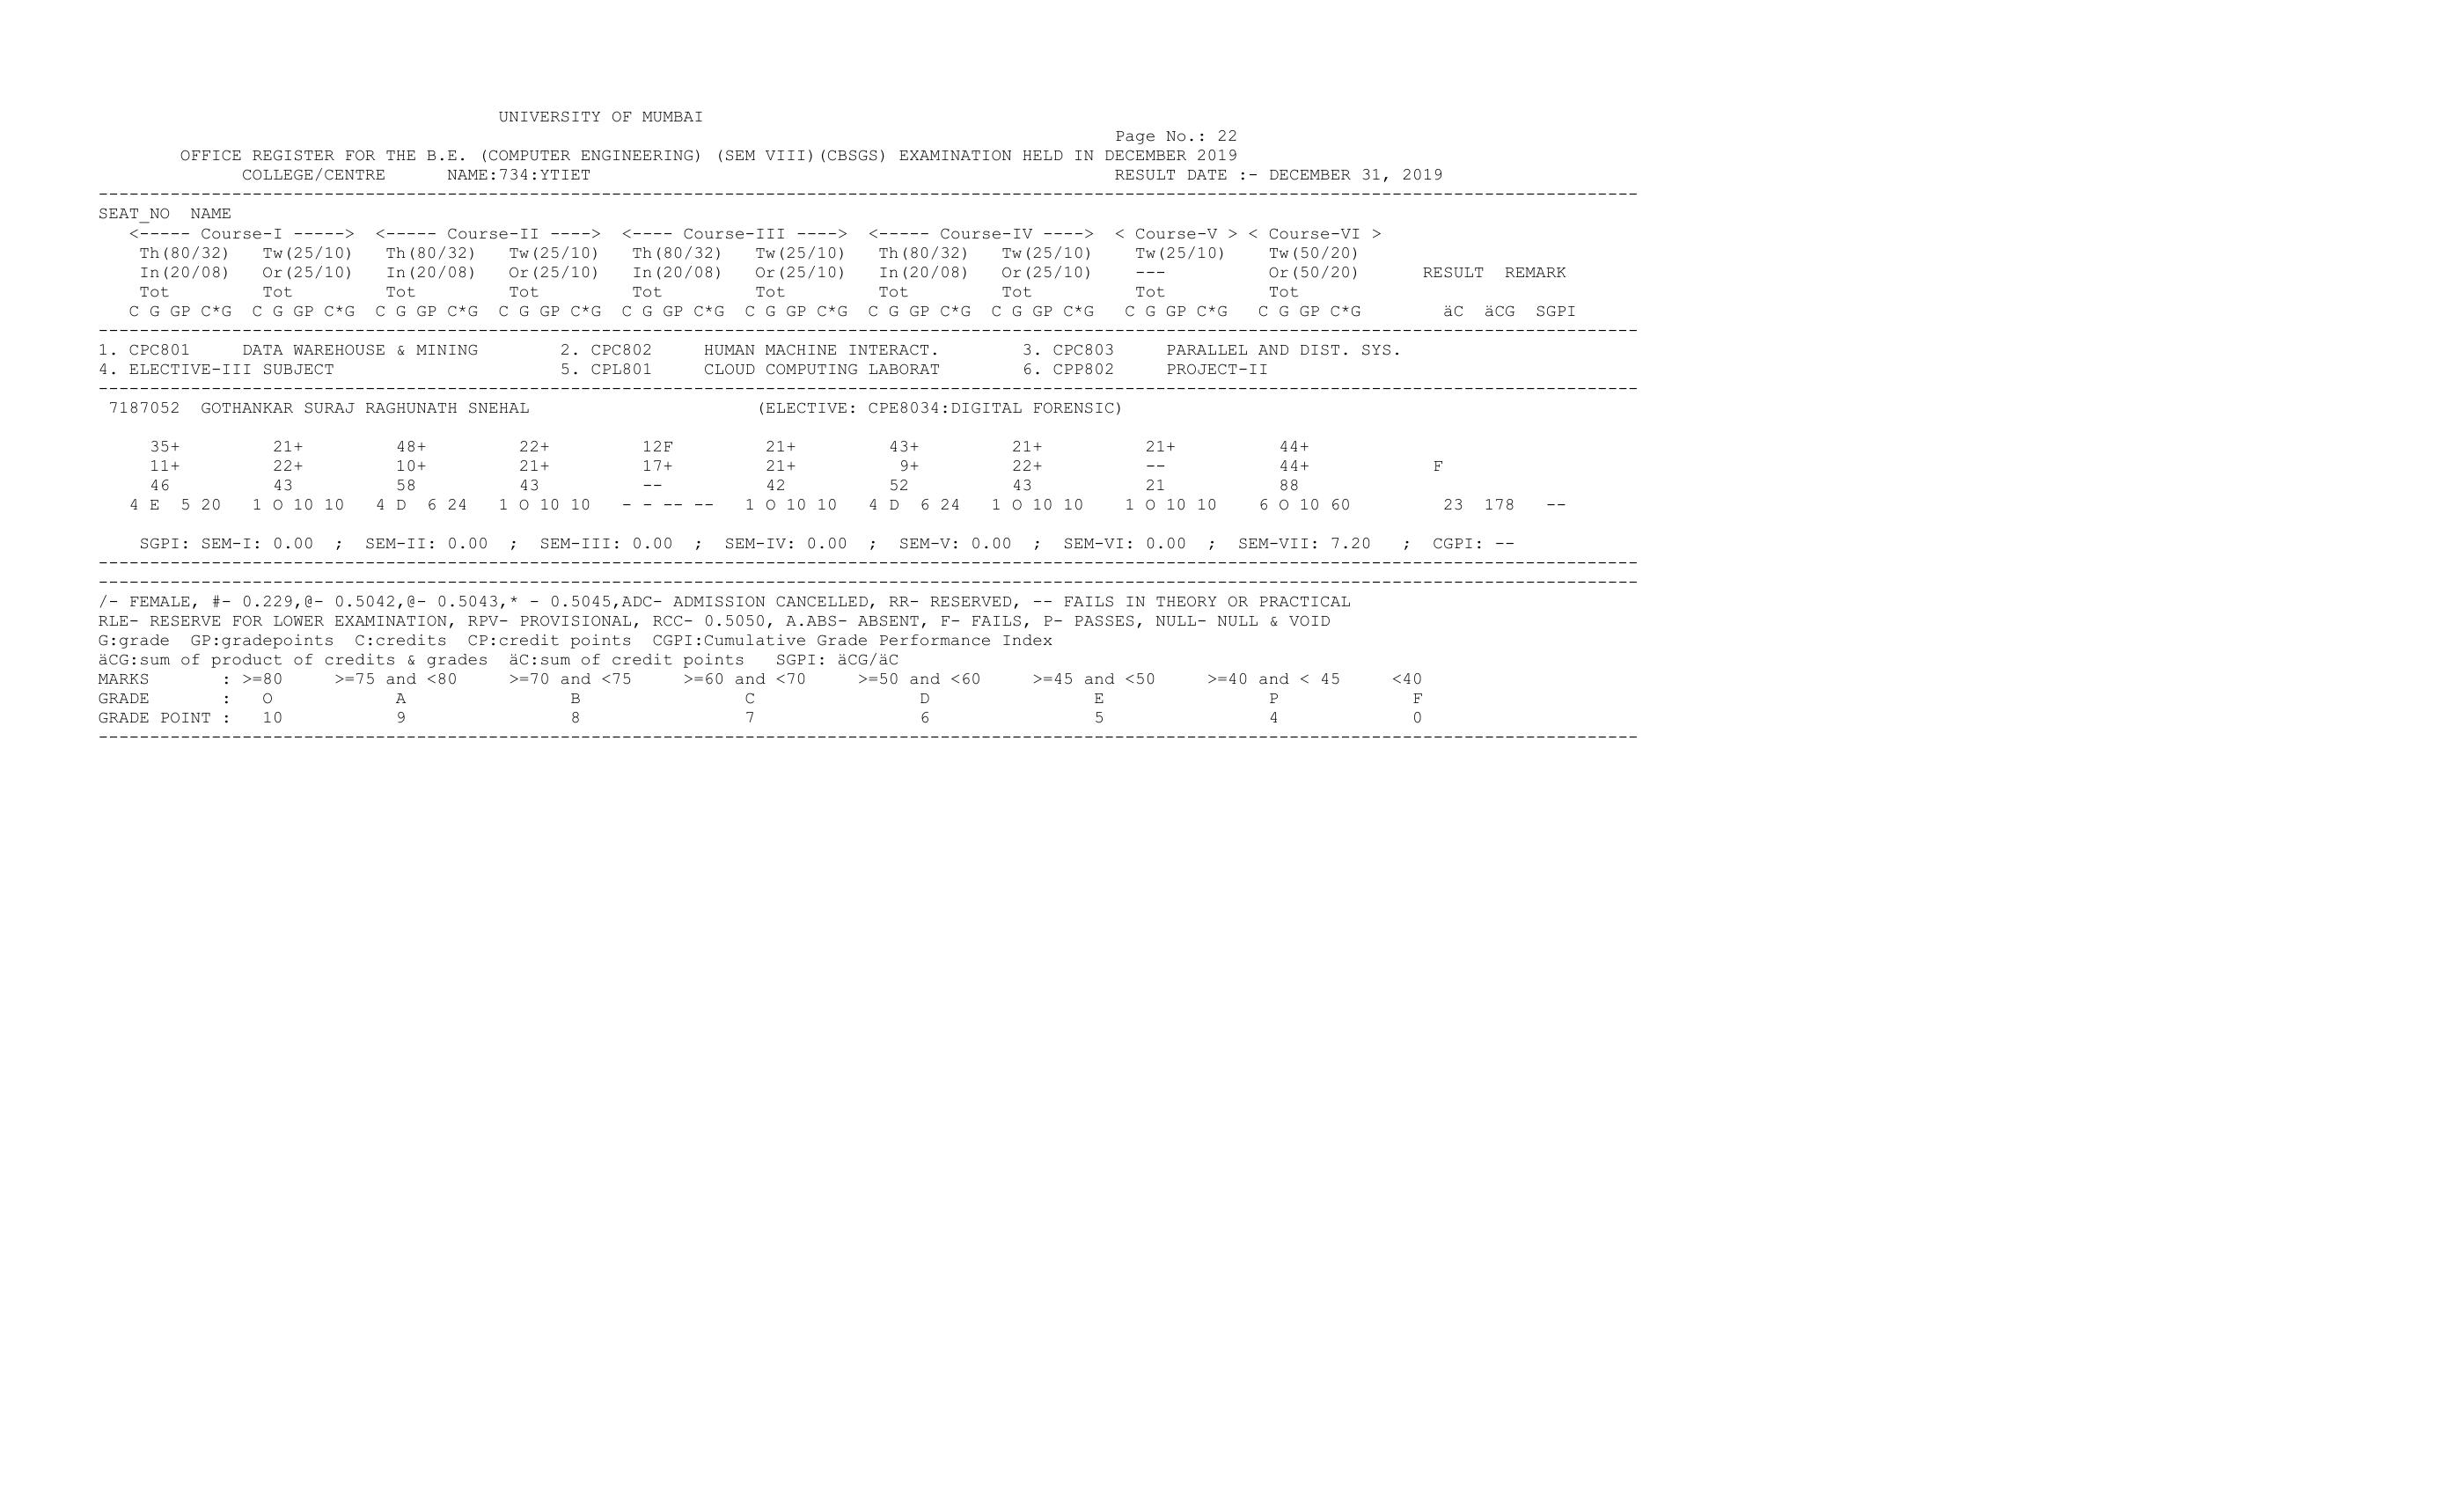 UNIVERSITY OF MUMBAI
Page No.: 22
OFFICE REGISTER FOR THE B.E. (COMPUTER ENGINEERING) (SEM VIII)(CBSGS) EXAMINATION HELD IN DECEMBER 2019
COLLEGE/CENTRE NAME:734:YTIET RESULT DATE :- DECEMBER 31, 2019
SEAT_NO NAME
<----- Course-I -----> <----- Course-II ----> <---- Course-III ----> <----- Course-IV ----> < Course-V > < Course-VI >
Th(80/32) Tw(25/10) Th(80/32) Tw(25/10) Th(80/32) Tw(25/10) Th(80/32) Tw(25/10) Tw(25/10) Tw(50/20)
In(20/08) Or(25/10) In(20/08) Or(25/10) In(20/08) Or(25/10) In(20/08) Or(25/10) --- Or(50/20) RESULT REMARK
Tot Tot Tot Tot Tot Tot Tot Tot Tot Tot
C G GP C*G C G GP C*G C G GP C*G C G GP C*G C G GP C*G C G GP C*G C G GP C*G C G GP C*G C G GP C*G C G GP C*G äC äCG SGPI
1. CPC801 DATA WAREHOUSE & MINING 2. CPC802 HUMAN MACHINE INTERACT. 3. CPC803 PARALLEL AND DIST. SYS.
4. ELECTIVE-III SUBJECT 5. CPL801 CLOUD COMPUTING LABORAT 6. CPP802 PROJECT-II
7187052 GOTHANKAR SURAJ RAGHUNATH SNEHAL (ELECTIVE: CPE8034:DIGITAL FORENSIC)
35+ 21+ 48+ 22+ 12F 21+ 43+ 21+ 21+ 44+
11+ 22+ 10+ 21+ 17+ 21+ 9+ 22+ -- 44+ F
46 43 58 43 -- 42 52 43 21 88
4 E 5 20 1 O 10 10 4 D 6 24 1 O 10 10 - - -- -- 1 O 10 10 4 D 6 24 1 O 10 10 1 O 10 10 6 O 10 60 23 178 --
SGPI: SEM-I: 0.00 ; SEM-II: 0.00 ; SEM-III: 0.00 ; SEM-IV: 0.00 ; SEM-V: 0.00 ; SEM-VI: 0.00 ; SEM-VII: 7.20 ; CGPI: --
/- FEMALE, #- 0.229,@- 0.5042,@- 0.5043,* - 0.5045,ADC- ADMISSION CANCELLED, RR- RESERVED, -- FAILS IN THEORY OR PRACTICAL
RLE- RESERVE FOR LOWER EXAMINATION, RPV- PROVISIONAL, RCC- 0.5050, A.ABS- ABSENT, F- FAILS, P- PASSES, NULL- NULL & VOID
G:grade GP:gradepoints C:credits CP:credit points CGPI:Cumulative Grade Performance Index
äCG:sum of product of credits & grades äC:sum of credit points SGPI: äCG/äC
MARKS : >=80 >=75 and <80 >=70 and <75 >=60 and <70 >=50 and <60 >=45 and <50 >=40 and < 45 <40
GRADE : O A B C D E P F
GRADE POINT : 10 9 8 7 6 5 4 0